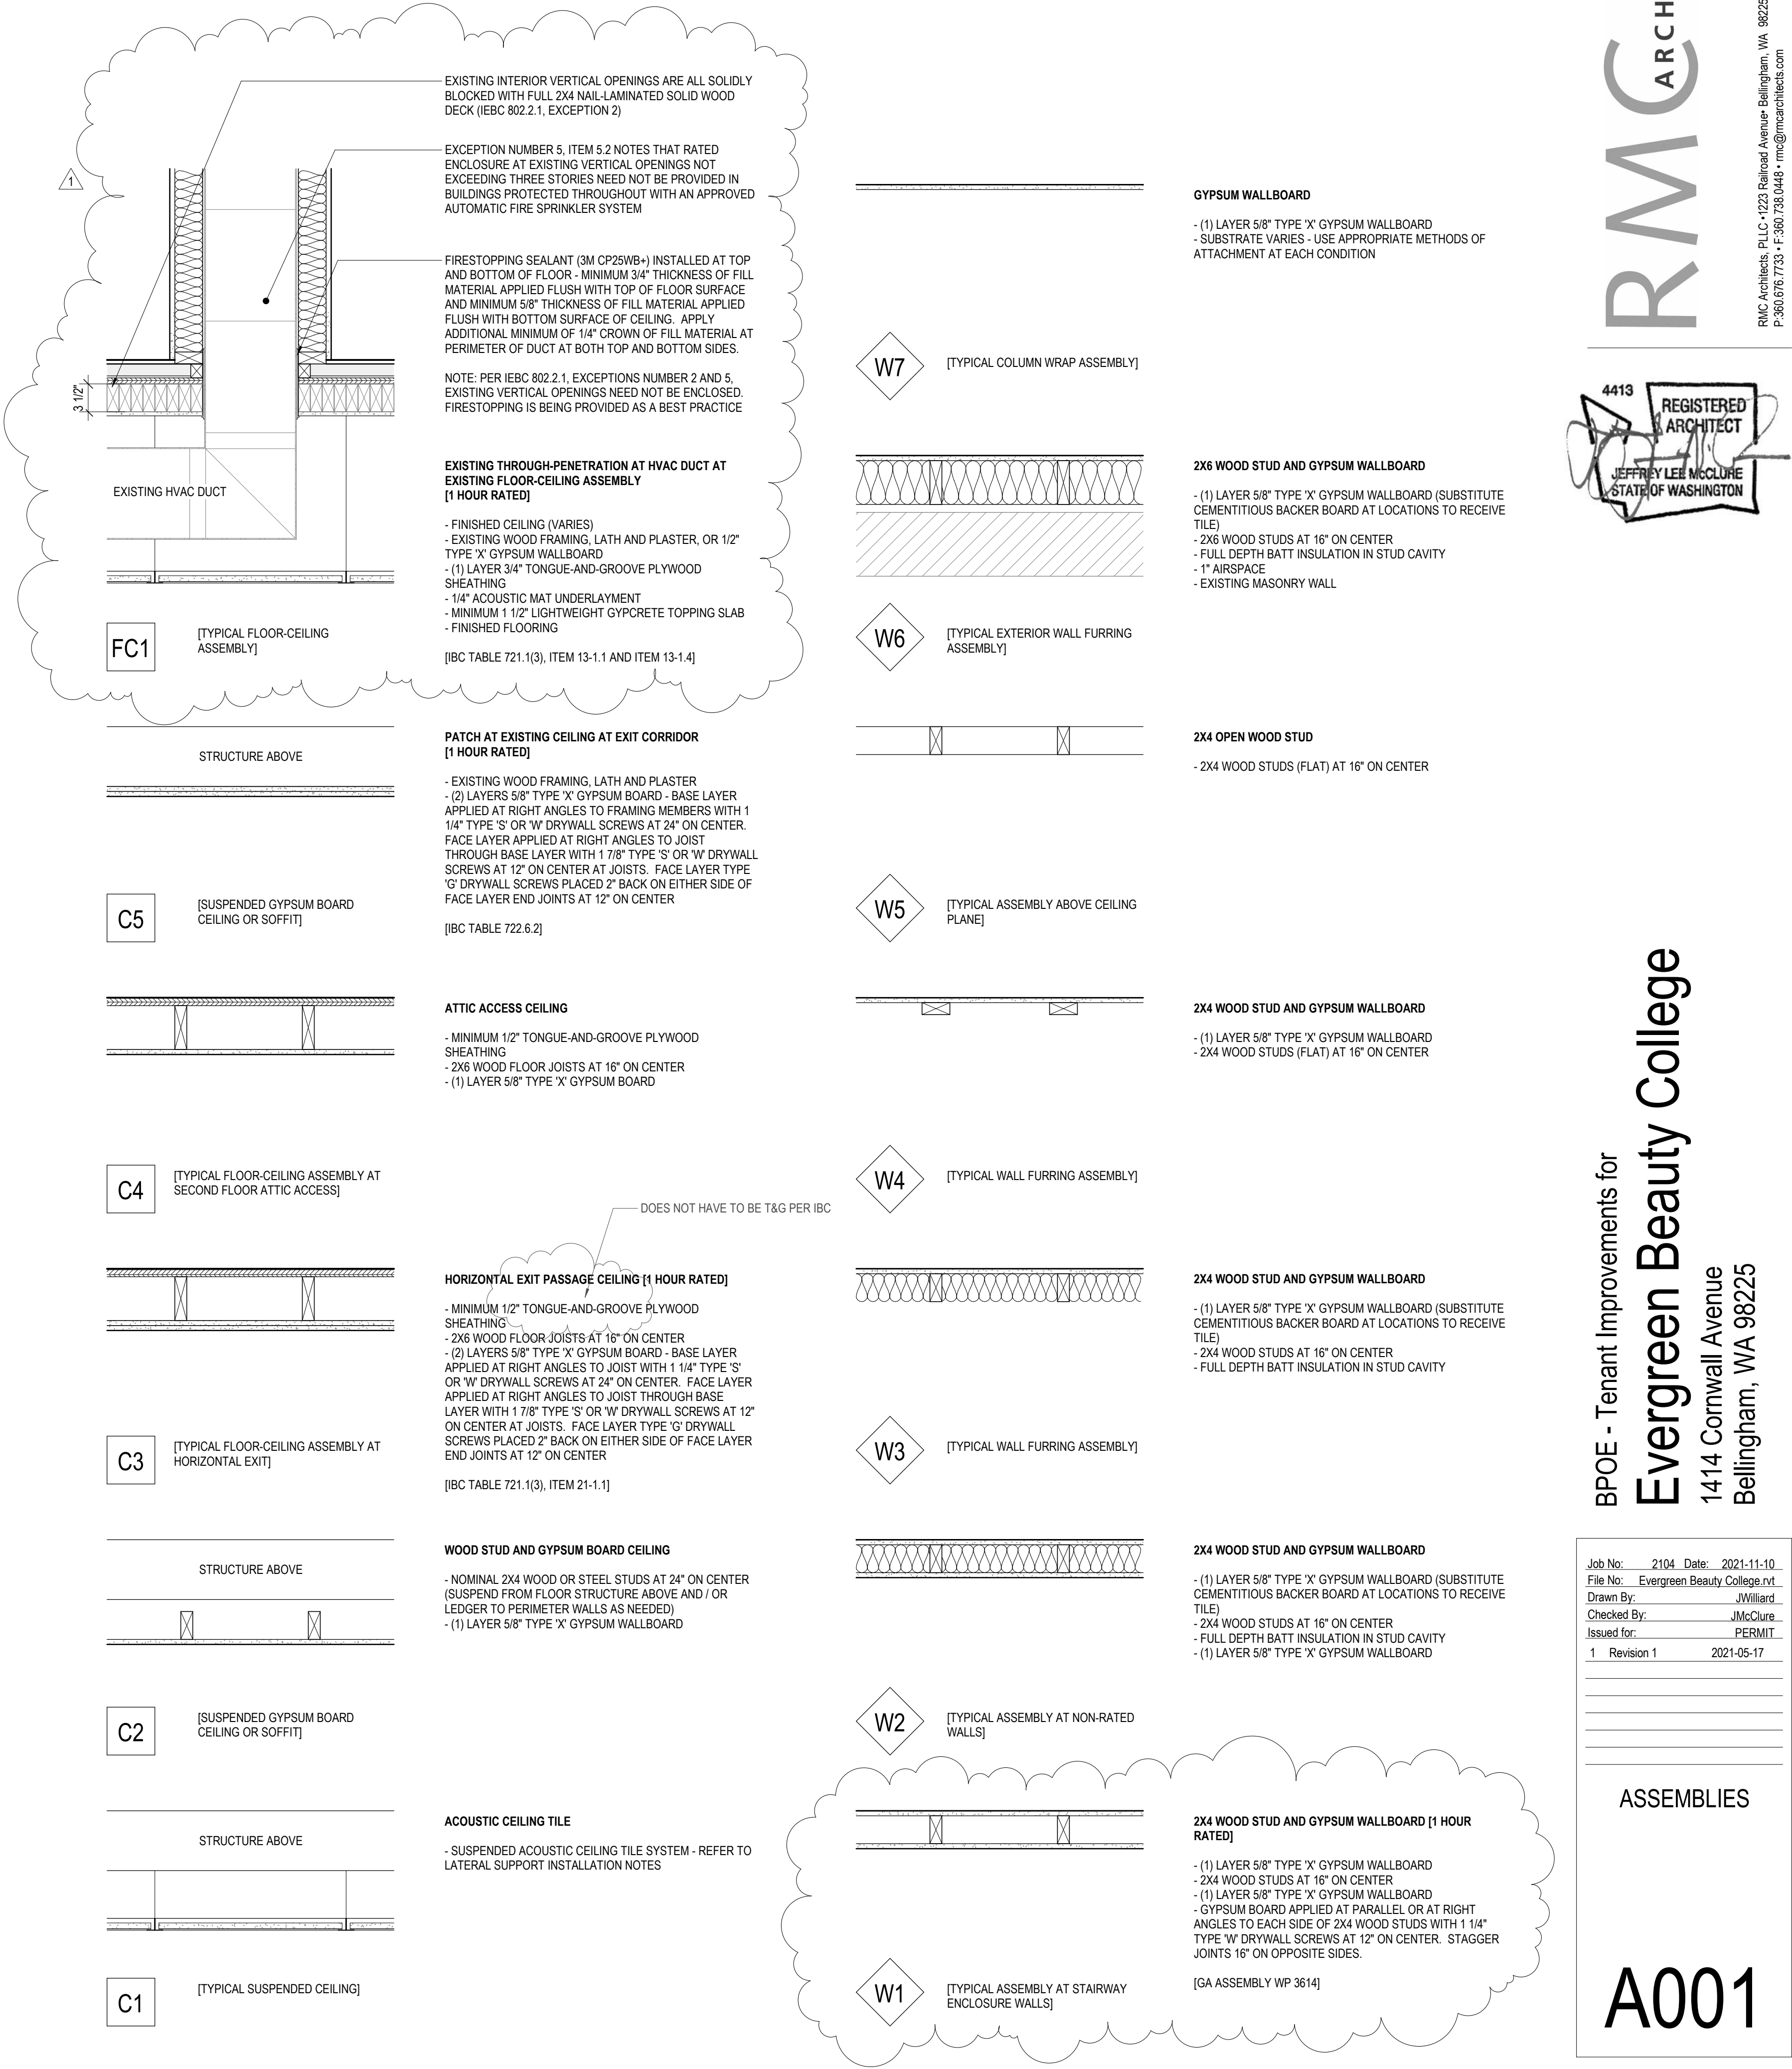 EXISTING INTERIOR VERTICAL OPENINGS ARE ALL SOLIDLY
BLOCKED WITH FULL 2X4 NAIL-LAMINATED SOLID WOOD
DECK (IEBC 802.2.1, EXCEPTION 2)
EXCEPTION NUMBER 5, ITEM 5.2 NOTES THAT RATED
ENCLOSURE AT EXISTING VERTICAL OPENINGS NOT
EXCEEDING THREE STORIES NEED NOT BE PROVIDED IN
BUILDINGS PROTECTED THROUGHOUT WITH AN APPROVED
AUTOMATIC FIRE SPRINKLER SYSTEM
1
FIRESTOPPING SEALANT (3M CP25WB+) INSTALLED AT TOP
AND BOTTOM OF FLOOR - MINIMUM 3/4" THICKNESS OF FILL
MATERIAL APPLIED FLUSH WITH TOP OF FLOOR SURFACE
AND MINIMUM 5/8" THICKNESS OF FILL MATERIAL APPLIED
FLUSH WITH BOTTOM SURFACE OF CEILING. APPLY
ADDITIONAL MINIMUM OF 1/4" CROWN OF FILL MATERIAL AT
PERIMETER OF DUCT AT BOTH TOP AND BOTTOM SIDES.
NOTE: PER IEBC 802.2.1, EXCEPTIONS NUMBER 2 AND 5,
EXISTING VERTICAL OPENINGS NEED NOT BE ENCLOSED.
FIRESTOPPING IS BEING PROVIDED AS A BEST PRACTICE
3 1/2"
EXISTING HVAC DUCT
EXISTING THROUGH-PENETRATION AT HVAC DUCT AT
EXISTING FLOOR-CEILING ASSEMBLY
[1 HOUR RATED]
- FINISHED CEILING (VARIES)
- EXISTING WOOD FRAMING, LATH AND PLASTER, OR 1/2"
TYPE 'X' GYPSUM WALLBOARD
- (1) LAYER 3/4" TONGUE-AND-GROOVE PLYWOOD
SHEATHING
- 1/4" ACOUSTIC MAT UNDERLAYMENT
- MINIMUM 1 1/2" LIGHTWEIGHT GYPCRETE TOPPING SLAB
- FINISHED FLOORING
[IBC TABLE 721.1(3), ITEM 13-1.1 AND ITEM 13-1.4]
FC1
[TYPICAL FLOOR-CEILING
ASSEMBLY]
STRUCTURE ABOVE
PATCH AT EXISTING CEILING AT EXIT CORRIDOR
[1 HOUR RATED]
- EXISTING WOOD FRAMING, LATH AND PLASTER
- (2) LAYERS 5/8" TYPE 'X' GYPSUM BOARD - BASE LAYER
APPLIED AT RIGHT ANGLES TO FRAMING MEMBERS WITH 1
1/4" TYPE 'S' OR 'W' DRYWALL SCREWS AT 24" ON CENTER.
FACE LAYER APPLIED AT RIGHT ANGLES TO JOIST
THROUGH BASE LAYER WITH 1 7/8" TYPE 'S' OR 'W' DRYWALL
SCREWS AT 12" ON CENTER AT JOISTS. FACE LAYER TYPE
'G' DRYWALL SCREWS PLACED 2" BACK ON EITHER SIDE OF
FACE LAYER END JOINTS AT 12" ON CENTER
[IBC TABLE 722.6.2]
C5
[SUSPENDED GYPSUM BOARD
CEILING OR SOFFIT]
ATTIC ACCESS CEILING
- MINIMUM 1/2" TONGUE-AND-GROOVE PLYWOOD
SHEATHING
- 2X6 WOOD FLOOR JOISTS AT 16" ON CENTER
- (1) LAYER 5/8" TYPE 'X' GYPSUM BOARD
C4
[TYPICAL FLOOR-CEILING ASSEMBLY AT
SECOND FLOOR ATTIC ACCESS]
DOES NOT HAVE TO BE T&G PER IBC
HORIZONTAL EXIT PASSAGE CEILING [1 HOUR RATED]
- MINIMUM 1/2" TONGUE-AND-GROOVE PLYWOOD
SHEATHING
- 2X6 WOOD FLOOR JOISTS AT 16" ON CENTER
- (2) LAYERS 5/8" TYPE 'X' GYPSUM BOARD - BASE LAYER
APPLIED AT RIGHT ANGLES TO JOIST WITH 1 1/4" TYPE 'S'
OR 'W' DRYWALL SCREWS AT 24" ON CENTER. FACE LAYER
APPLIED AT RIGHT ANGLES TO JOIST THROUGH BASE
LAYER WITH 1 7/8" TYPE 'S' OR 'W' DRYWALL SCREWS AT 12"
ON CENTER AT JOISTS. FACE LAYER TYPE 'G' DRYWALL
SCREWS PLACED 2" BACK ON EITHER SIDE OF FACE LAYER
END JOINTS AT 12" ON CENTER
[IBC TABLE 721.1(3), ITEM 21-1.1]
C3
[TYPICAL FLOOR-CEILING ASSEMBLY AT
HORIZONTAL EXIT]
STRUCTURE ABOVE
WOOD STUD AND GYPSUM BOARD CEILING
- NOMINAL 2X4 WOOD OR STEEL STUDS AT 24" ON CENTER
(SUSPEND FROM FLOOR STRUCTURE ABOVE AND / OR
LEDGER TO PERIMETER WALLS AS NEEDED)
- (1) LAYER 5/8" TYPE 'X' GYPSUM WALLBOARD
C2
[SUSPENDED GYPSUM BOARD
CEILING OR SOFFIT]
STRUCTURE ABOVE
ACOUSTIC CEILING TILE
- SUSPENDED ACOUSTIC CEILING TILE SYSTEM - REFER TO
LATERAL SUPPORT INSTALLATION NOTES
C1
[TYPICAL SUSPENDED CEILING]
GYPSUM WALLBOARD
- (1) LAYER 5/8" TYPE 'X' GYPSUM WALLBOARD
- SUBSTRATE VARIES - USE APPROPRIATE METHODS OF
ATTACHMENT AT EACH CONDITION
W7
[TYPICAL COLUMN WRAP ASSEMBLY]
2X6 WOOD STUD AND GYPSUM WALLBOARD
- (1) LAYER 5/8" TYPE 'X' GYPSUM WALLBOARD (SUBSTITUTE
CEMENTITIOUS BACKER BOARD AT LOCATIONS TO RECEIVE
TILE)
- 2X6 WOOD STUDS AT 16" ON CENTER
- FULL DEPTH BATT INSULATION IN STUD CAVITY
- 1" AIRSPACE
- EXISTING MASONRY WALL
W6
[TYPICAL EXTERIOR WALL FURRING
ASSEMBLY]
2X4 OPEN WOOD STUD
- 2X4 WOOD STUDS (FLAT) AT 16" ON CENTER
W5
[TYPICAL ASSEMBLY ABOVE CEILING
PLANE]
2X4 WOOD STUD AND GYPSUM WALLBOARD
- (1) LAYER 5/8" TYPE 'X' GYPSUM WALLBOARD
- 2X4 WOOD STUDS (FLAT) AT 16" ON CENTER
W4
[TYPICAL WALL FURRING ASSEMBLY]
2X4 WOOD STUD AND GYPSUM WALLBOARD
- (1) LAYER 5/8" TYPE 'X' GYPSUM WALLBOARD (SUBSTITUTE
CEMENTITIOUS BACKER BOARD AT LOCATIONS TO RECEIVE
TILE)
- 2X4 WOOD STUDS AT 16" ON CENTER
- FULL DEPTH BATT INSULATION IN STUD CAVITY
W3
[TYPICAL WALL FURRING ASSEMBLY]
2X4 WOOD STUD AND GYPSUM WALLBOARD
- (1) LAYER 5/8" TYPE 'X' GYPSUM WALLBOARD (SUBSTITUTE
CEMENTITIOUS BACKER BOARD AT LOCATIONS TO RECEIVE
TILE)
- 2X4 WOOD STUDS AT 16" ON CENTER
- FULL DEPTH BATT INSULATION IN STUD CAVITY
- (1) LAYER 5/8" TYPE 'X' GYPSUM WALLBOARD
W2
[TYPICAL ASSEMBLY AT NON-RATED
WALLS]
2X4 WOOD STUD AND GYPSUM WALLBOARD [1 HOUR
RATED]
- (1) LAYER 5/8" TYPE 'X' GYPSUM WALLBOARD
- 2X4 WOOD STUDS AT 16" ON CENTER
- (1) LAYER 5/8" TYPE 'X' GYPSUM WALLBOARD
- GYPSUM BOARD APPLIED AT PARALLEL OR AT RIGHT
ANGLES TO EACH SIDE OF 2X4 WOOD STUDS WITH 1 1/4"
TYPE 'W' DRYWALL SCREWS AT 12" ON CENTER. STAGGER
JOINTS 16" ON OPPOSITE SIDES.
[GA ASSEMBLY WP 3614]
W1
[TYPICAL ASSEMBLY AT STAIRWAY
ENCLOSURE WALLS]
RMC
ARCH
RMC Architects, PLLC •1223 Railroad Avenue• Bellingham, WA 98225
P:360.676.7733 • F:360.738.0448 • rmc@rmcarchitects.com
4413
REGISTERED
ARCHITECT
JEFFREY LEE McCLURE
STATE OF WASHINGTON
BPOE - Tenant Improvements for
Evergreen Beauty College
1414 Cornwall Avenue
Bellingham, WA 98225
Job No: 2104 Date: 2021-11-10
File No: Evergreen Beauty College.rvt
Drawn By: JWilliard
Checked By: JMcClure
Issued for: PERMIT
1 Revision 1 2021-05-17
ASSEMBLIES
A001